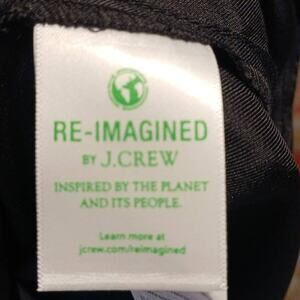 RE-IMAGINED
BY J.CREW
INSPIRED BY THE PLANET
AND ITS PEOPLE.
Learn more at
jcrew.com/reimagined